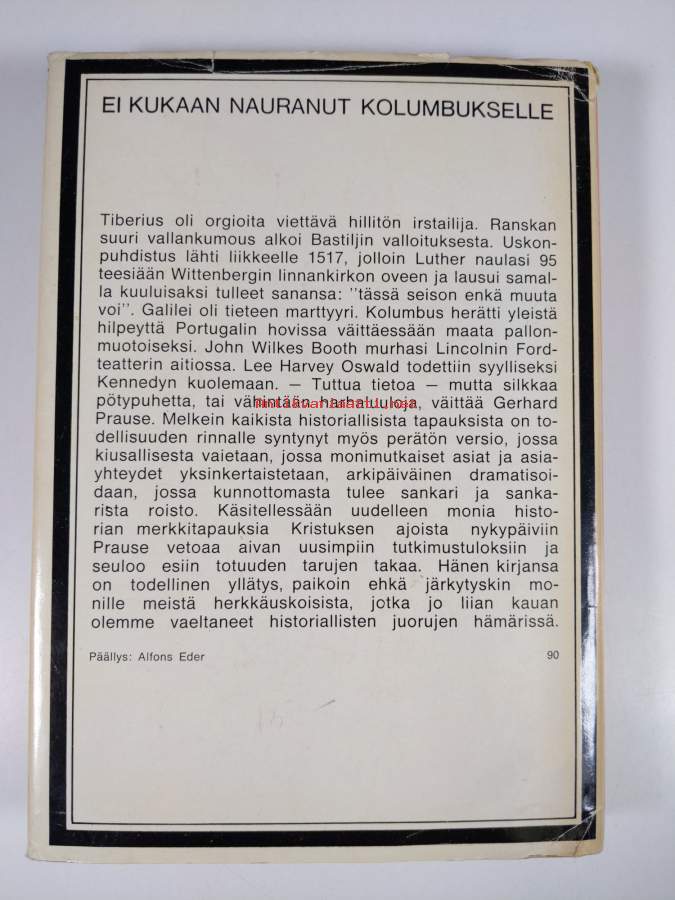 EI KUKAAN NAURANUT KOLUMBUKSELLE
Tiberius oli orgioita viettävä hillitön irstailija. Ranskan
suuri vallankumous alkoi Bastiljin valloituksesta. Uskon-
puhdistus lähti liikkeelle 1517, jolloin Luther naulasi 95
teesiään Wittenbergin linnankirkon oveen ja lausui samal-
la kuuluisaksi tulleet sanansa: "tässä seison enkä muuta
voi". Galilei oli tieteen marttyyri. Kolumbus herätti yleistä
hilpeyttä Portugalin hovissa väittäessään maata pallon-
muotoiseksi. John Wilkes Booth murhasi Lincolnin Ford-
teatterin aitiossa. Lee Harvey Oswald todettiin syylliseksi
Kennedyn kuolemaan. — Tuttua tietoa — mutta silkkaa
pötypuhetta, tai vähintään harhaluuloja, väittää Gerhard
Antikvariaatti.net
Prause. Melkein kaikista historiallisista tapauksista on to-
dellisuuden rinnalle syntynyt myös perätön versio, jossa
kiusallisesta vaietaan, jossa monimutkaiset asiat ja asia-
yhteydet yksinkertaistetaan, arkipäiväinen dramatisoi-
daan, jossa kunnottomasta tulee sankari ja sanka-
rista roisto. Käsitellessään uudelleen monia histo-
rian merkkitapauksia Kristuksen ajoista nykypäiviin
Prause vetoaa aivan uusimpiin tutkimustuloksiin ja
seuloo esiin totuuden tarujen takaa. Hänen kirjansa
on todellinen yllätys, paikoin ehkä järkytyskin mo-
nille meistä herkkäuskoisista, jotka jo liian kauan
olemme vaeltaneet historiallisten juorujen hämärissä.
Päällys: Alfons Eder
90